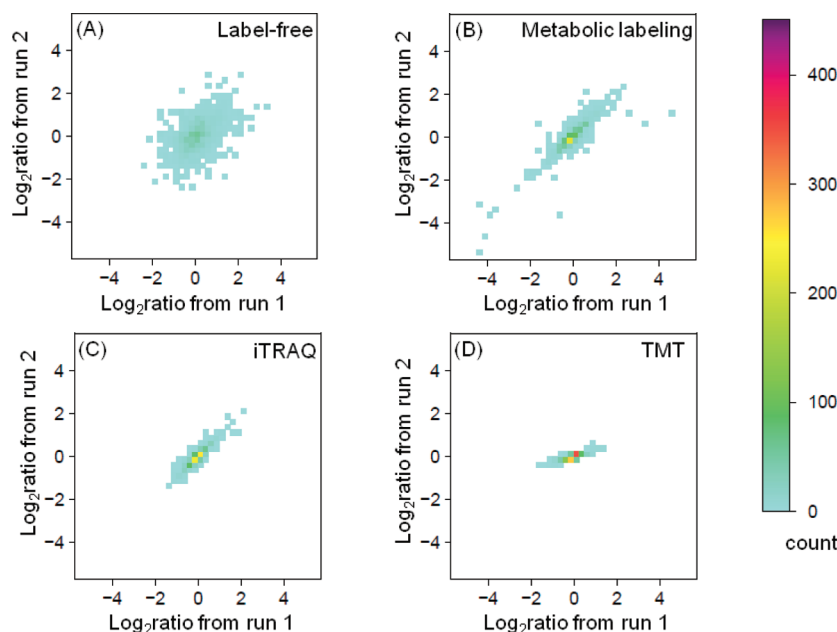 (A) Label-free
Log₂ratio from run 2
4
2
0
−2
−4
−4 −2 0 2 4
Log₂ratio from run 1
(B) Metabolic labeling
Log₂ratio from run 2
4
2
0
−2
−4
−4 −2 0 2 4
Log₂ratio from run 1
(C) iTRAQ
Log₂ratio from run 2
4
2
0
−2
−4
−4 −2 0 2 4
Log₂ratio from run 1
(D) TMT
Log₂ratio from run 2
4
2
0
−2
−4
−4 −2 0 2 4
Log₂ratio from run 1
400
300
200
100
0
count